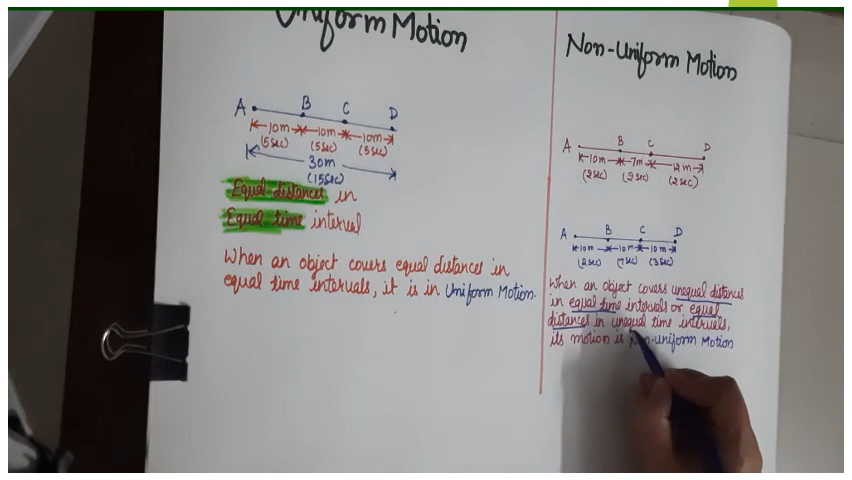 Uniform Motion
A B C D
10m 10m 10m
(5sec) (5sec) (5sec)
30m
(15sec)
Equal distances in
Equal time interval
When an object covers equal distances in
equal time intervals, it is in Uniform Motion.
Non-Uniform Motion
A B C D
10m 7m 12m
(2sec) (2sec) (2sec)
A B C D
10m 10m 10m
(2sec) (7sec) (3sec)
When an object covers unequal distances
in equal time intervals or equal
distances in unequal time intervals,
its motion is Non-uniform Motion